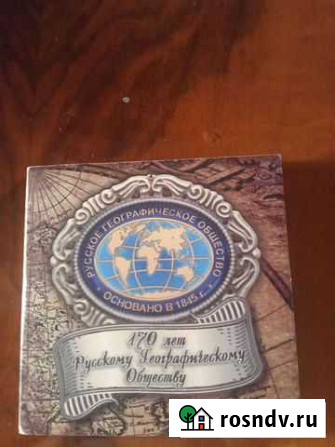 РУССКОЕ ГЕОГРАФИЧЕСКОЕ ОБЩЕСТВО
ОСНОВАНО В 1845 г.
170 лет
Русскому Географическому
Обществу
rosndv.ru